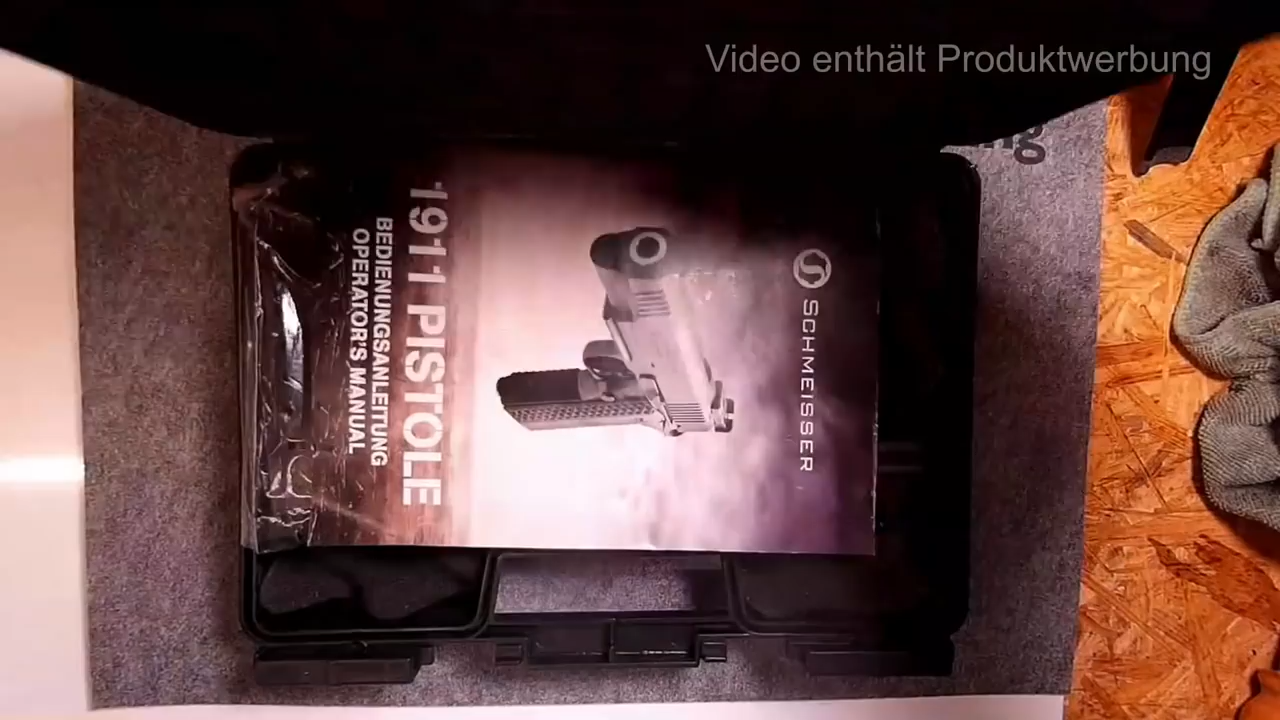 Video enthält Produktwerbung
SCHMEISSER
1911 PISTOLE
BEDIENUNGSANLEITUNG
OPERATOR'S MANUAL